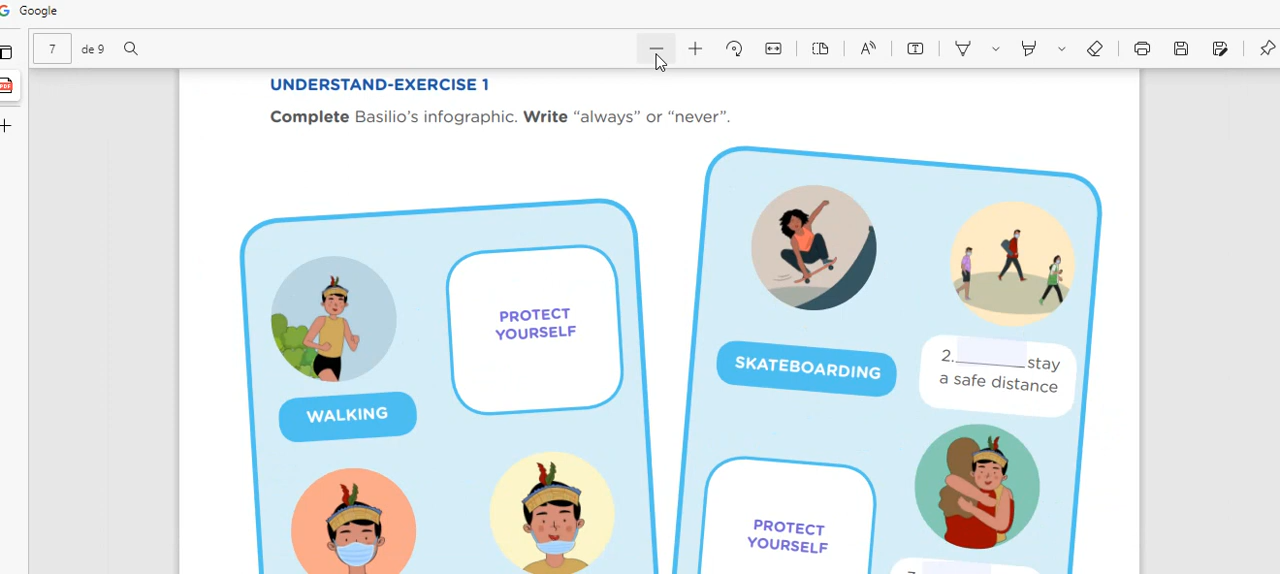 Google
7 de 9
UNDERSTAND-EXERCISE 1
Complete Basilio's infographic. Write “always” or “never”.
PROTECT
YOURSELF
WALKING
SKATEBOARDING
2.________stay
a safe distance
PROTECT
YOURSELF